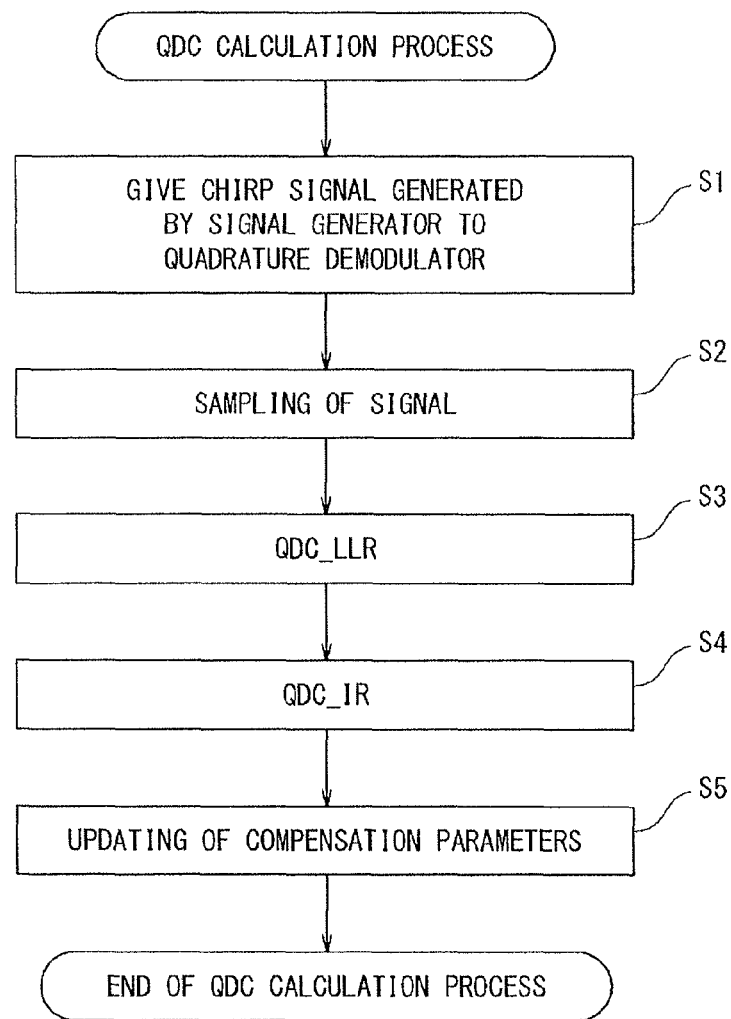 QDC CALCULATION PROCESS
GIVE CHIRP SIGNAL GENERATED
BY SIGNAL GENERATOR TO
QUADRATURE DEMODULATOR
S1
SAMPLING OF SIGNAL
S2
QDC_LLR
S3
QDC_IR
S4
UPDATING OF COMPENSATION PARAMETERS
S5
END OF QDC CALCULATION PROCESS